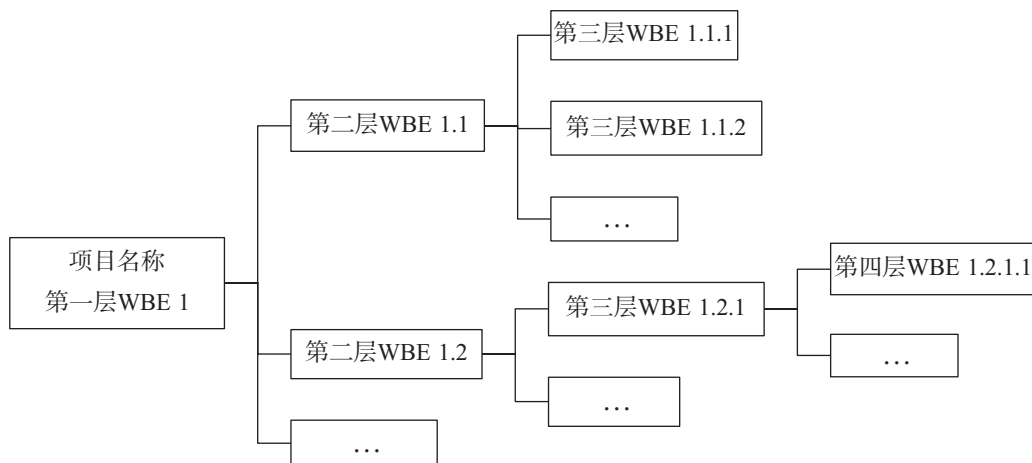 第三层WBE 1.1.1
第二层WBE 1.1
第三层WBE 1.1.2
…
项目名称
第一层WBE 1
第四层WBE 1.2.1.1
第三层WBE 1.2.1
第二层WBE 1.2
…
…
…